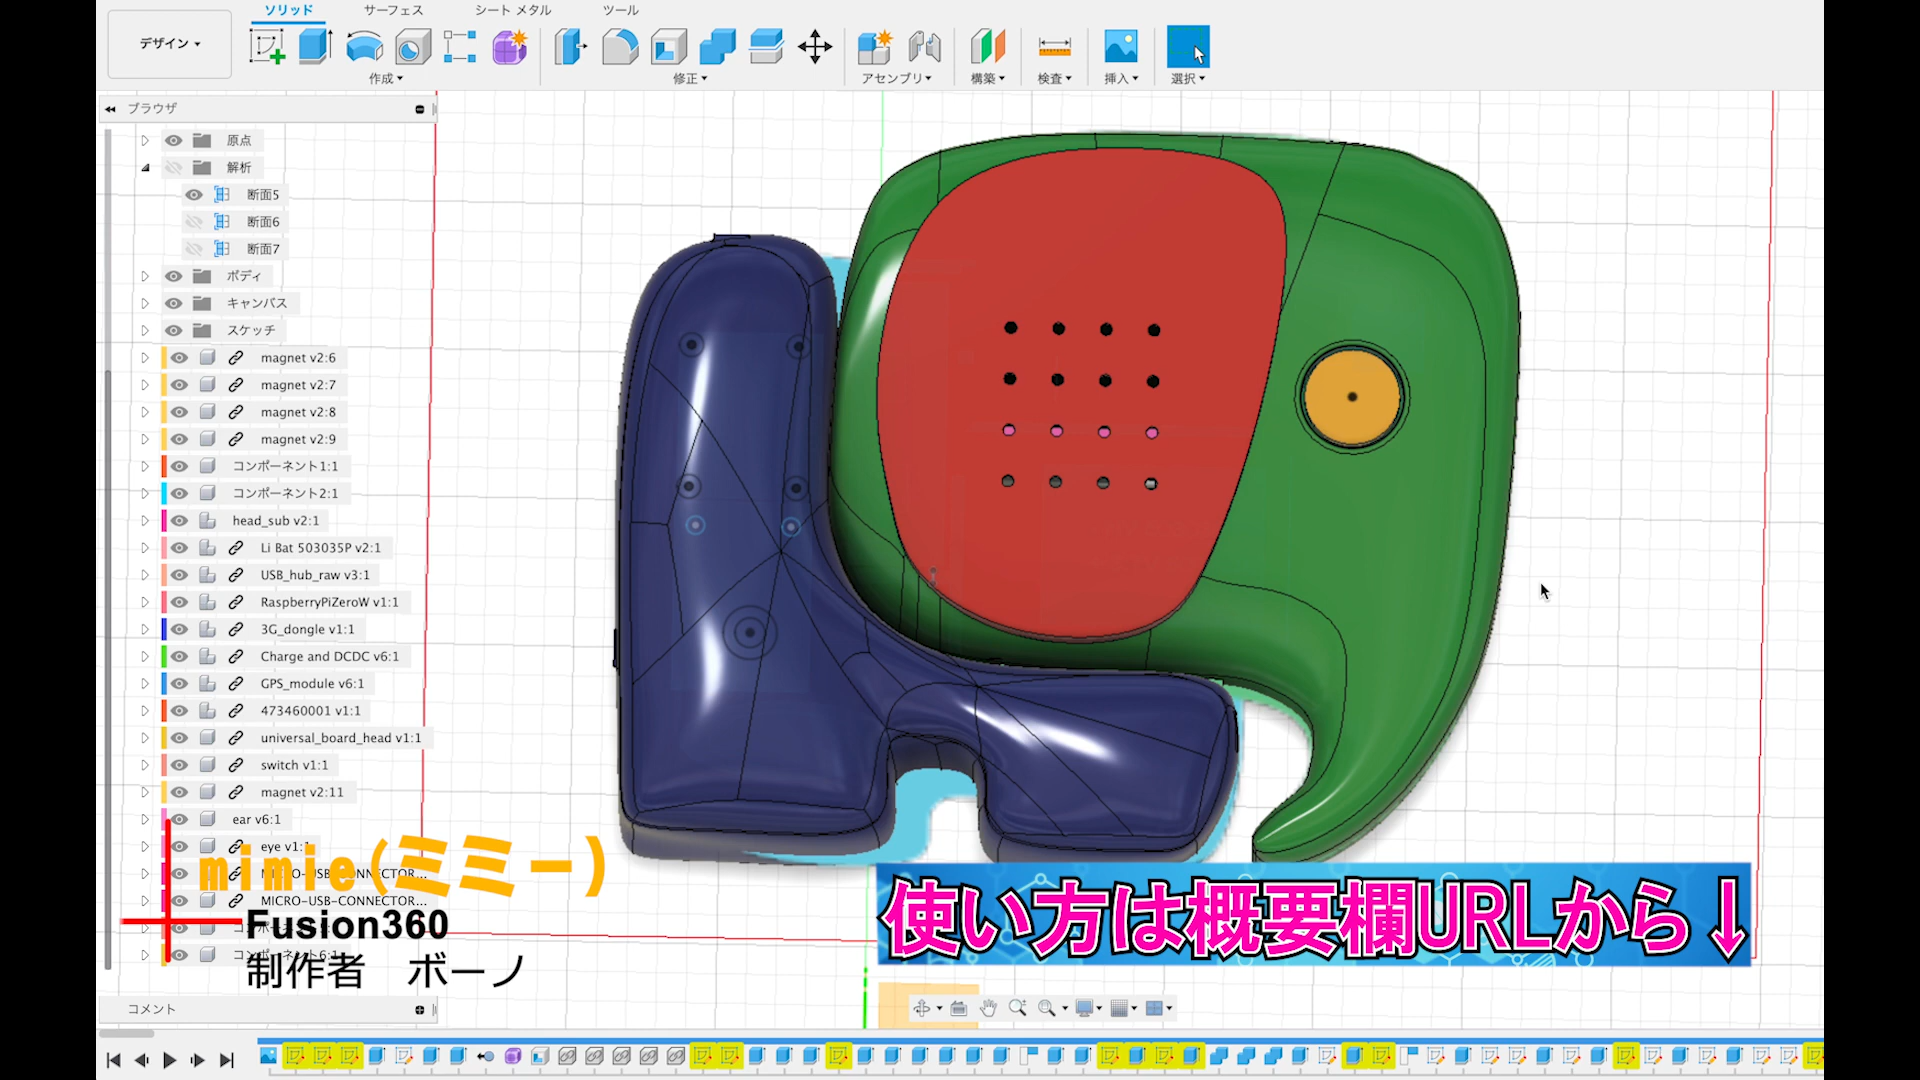 ソリッド サーフェス シート メタル ツール
デザイン
作成 修正 アセンブリ 構築 検査 挿入 選択
ブラウザ
原点
解析
断面5
断面6
断面7
ボディ
キャンバス
スケッチ
magnet v2:6
magnet v2:7
magnet v2:8
magnet v2:9
コンポーネント1:1
コンポーネント2:1
head_sub v2:1
Li Bat 503035P v2:1
USB_hub_raw v3:1
RaspberryPiZeroW v1:1
3G_dongle v1:1
Charge and DCDC v6:1
GPS_module v6:1
473460001 v1:1
universal_board_head v1:1
switch v1:1
magnet v2:11
ear v6:1
eye v1:1
MICRO-USB-CONNECTOR...
MICRO-USB-CONNECTOR...
mimie(ミミー)
Fusion360
制作者 ボーノ
使い方は概要欄URLから↓
コメント